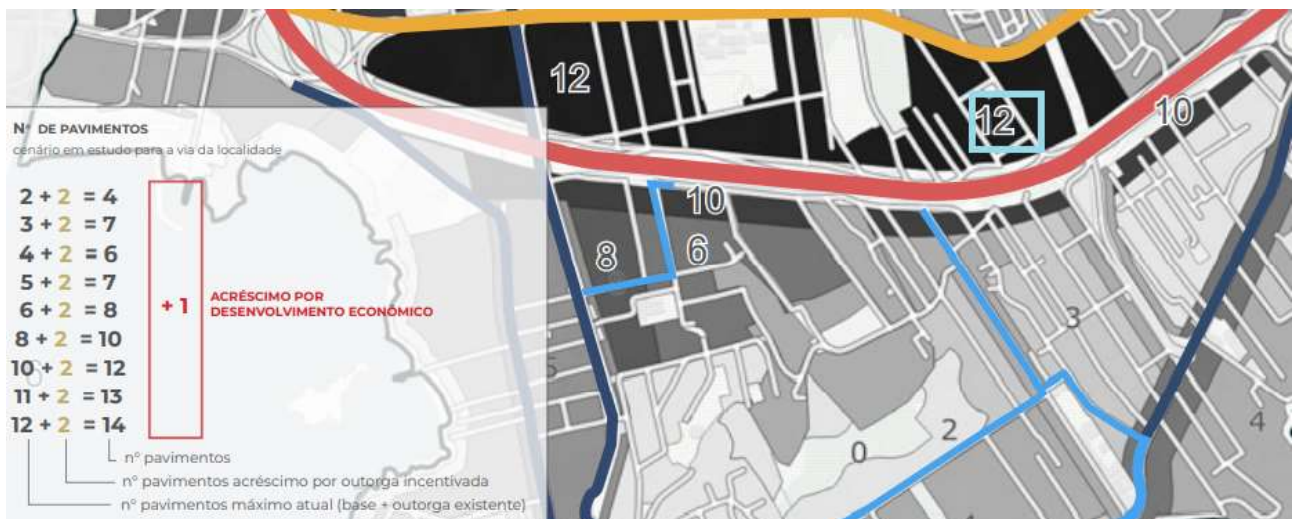 12
12
10
Nº DE PAVIMENTOS
cenário em estudo para a via da localidade
2 + 2 = 4
3 + 2 = 7
4 + 2 = 6
5 + 2 = 7
6 + 2 = 8
8 + 2 = 10
10 + 2 = 12
11 + 2 = 13
12 + 2 = 14
+ 1
ACRÉSCIMO POR
DESENVOLVIMENTO ECONÔMICO
nº pavimentos
nº pavimentos acréscimo por outorga incentivada
nº pavimentos máximo atual (base + outorga existente)
10
8
6
3
2
0
4